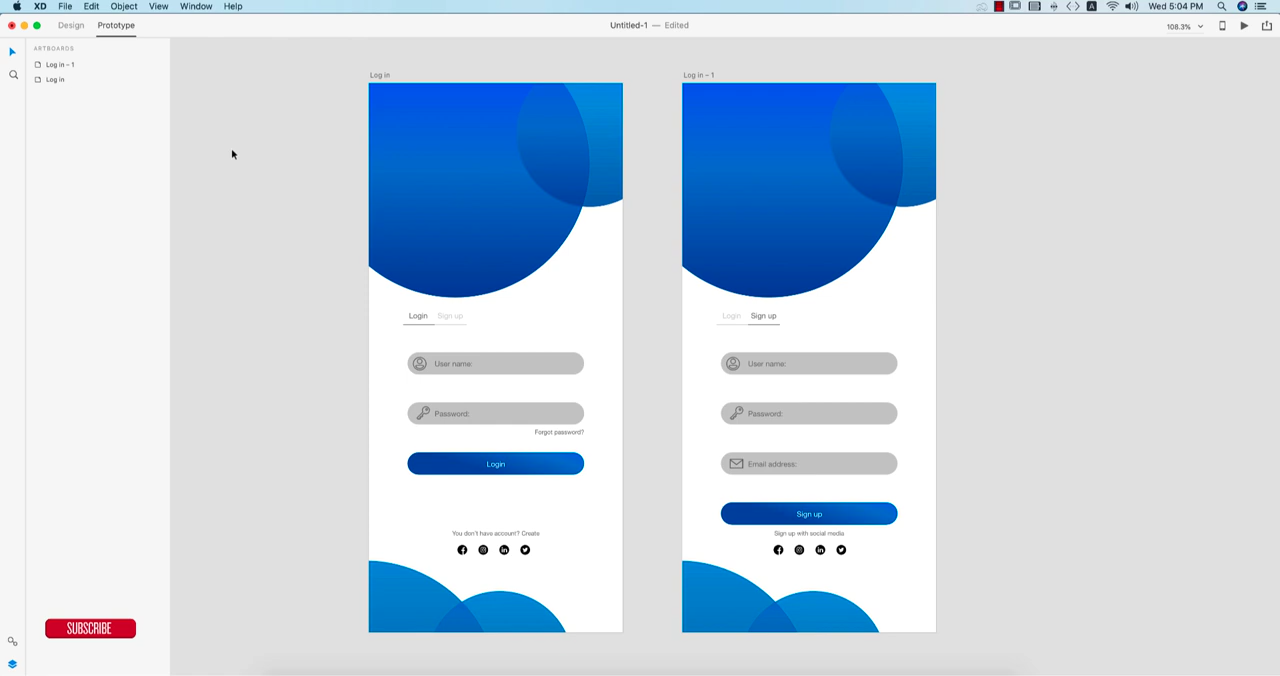 XD File Edit Object View Window Help
A Wed 5:04 PM
Design Prototype
Untitled-1 — Edited
108.3%
ARTBOARDS
Log in – 1
Log in
Log in
Login Sign up
User name:
Password:
Forgot password?
Login
You don't have account? Create
Log in – 1
Login Sign up
User name:
Password:
Email address:
Sign up
Sign up with social media
SUBSCRIBE